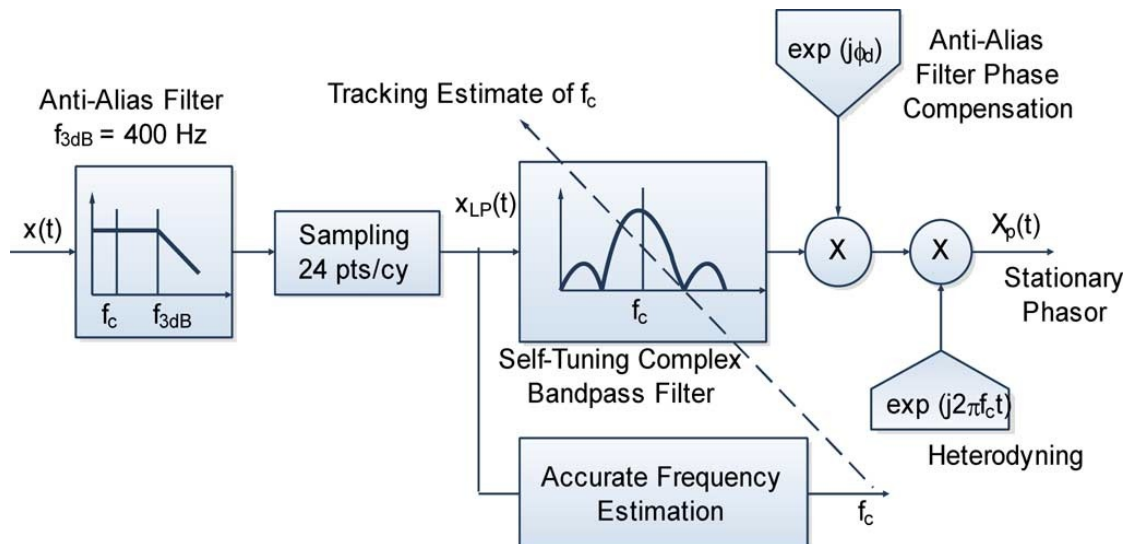 exp (jϕd)
Anti-Alias
Filter Phase
Compensation
Tracking Estimate of fc
Anti-Alias Filter
f3dB = 400 Hz
x(t)
fc
f3dB
Sampling
24 pts/cy
xLP(t)
fc
Self-Tuning Complex
Bandpass Filter
X
X
Xp(t)
Stationary
Phasor
exp (j2πfct)
Heterodyning
Accurate Frequency
Estimation
fc